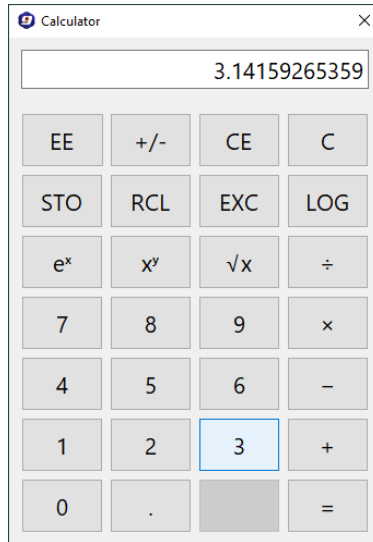 Calculator
3.14159265359
EE +/- CE C
STO RCL EXC LOG
eˣ xʸ √x ÷
7 8 9 ×
4 5 6 −
1 2 3 +
0 . =